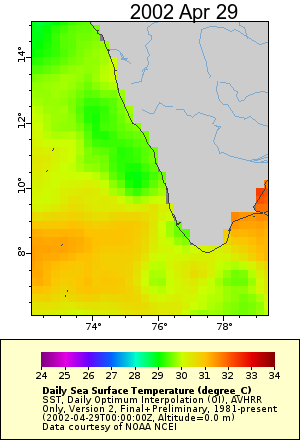 2002 Apr 29
14°
12°
10°
8°
74°
76°
78°
24 25 26 27 28 29 30 31 32 33 34
Daily Sea Surface Temperature (degree_C)
SST, Daily Optimum Interpolation (OI), AVHRR
Only, Version 2, Final+Preliminary, 1981-present
(2002-04-29T00:00:00Z, Altitude=0.0 m)
Data courtesy of NOAA NCEI